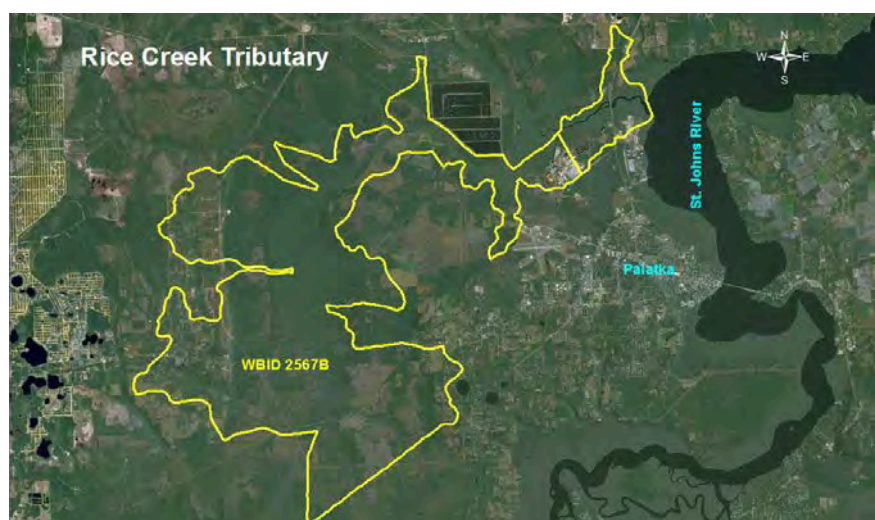 Rice Creek Tributary
N
W E
S
St. Johns River
Palatka
WBID 2567B